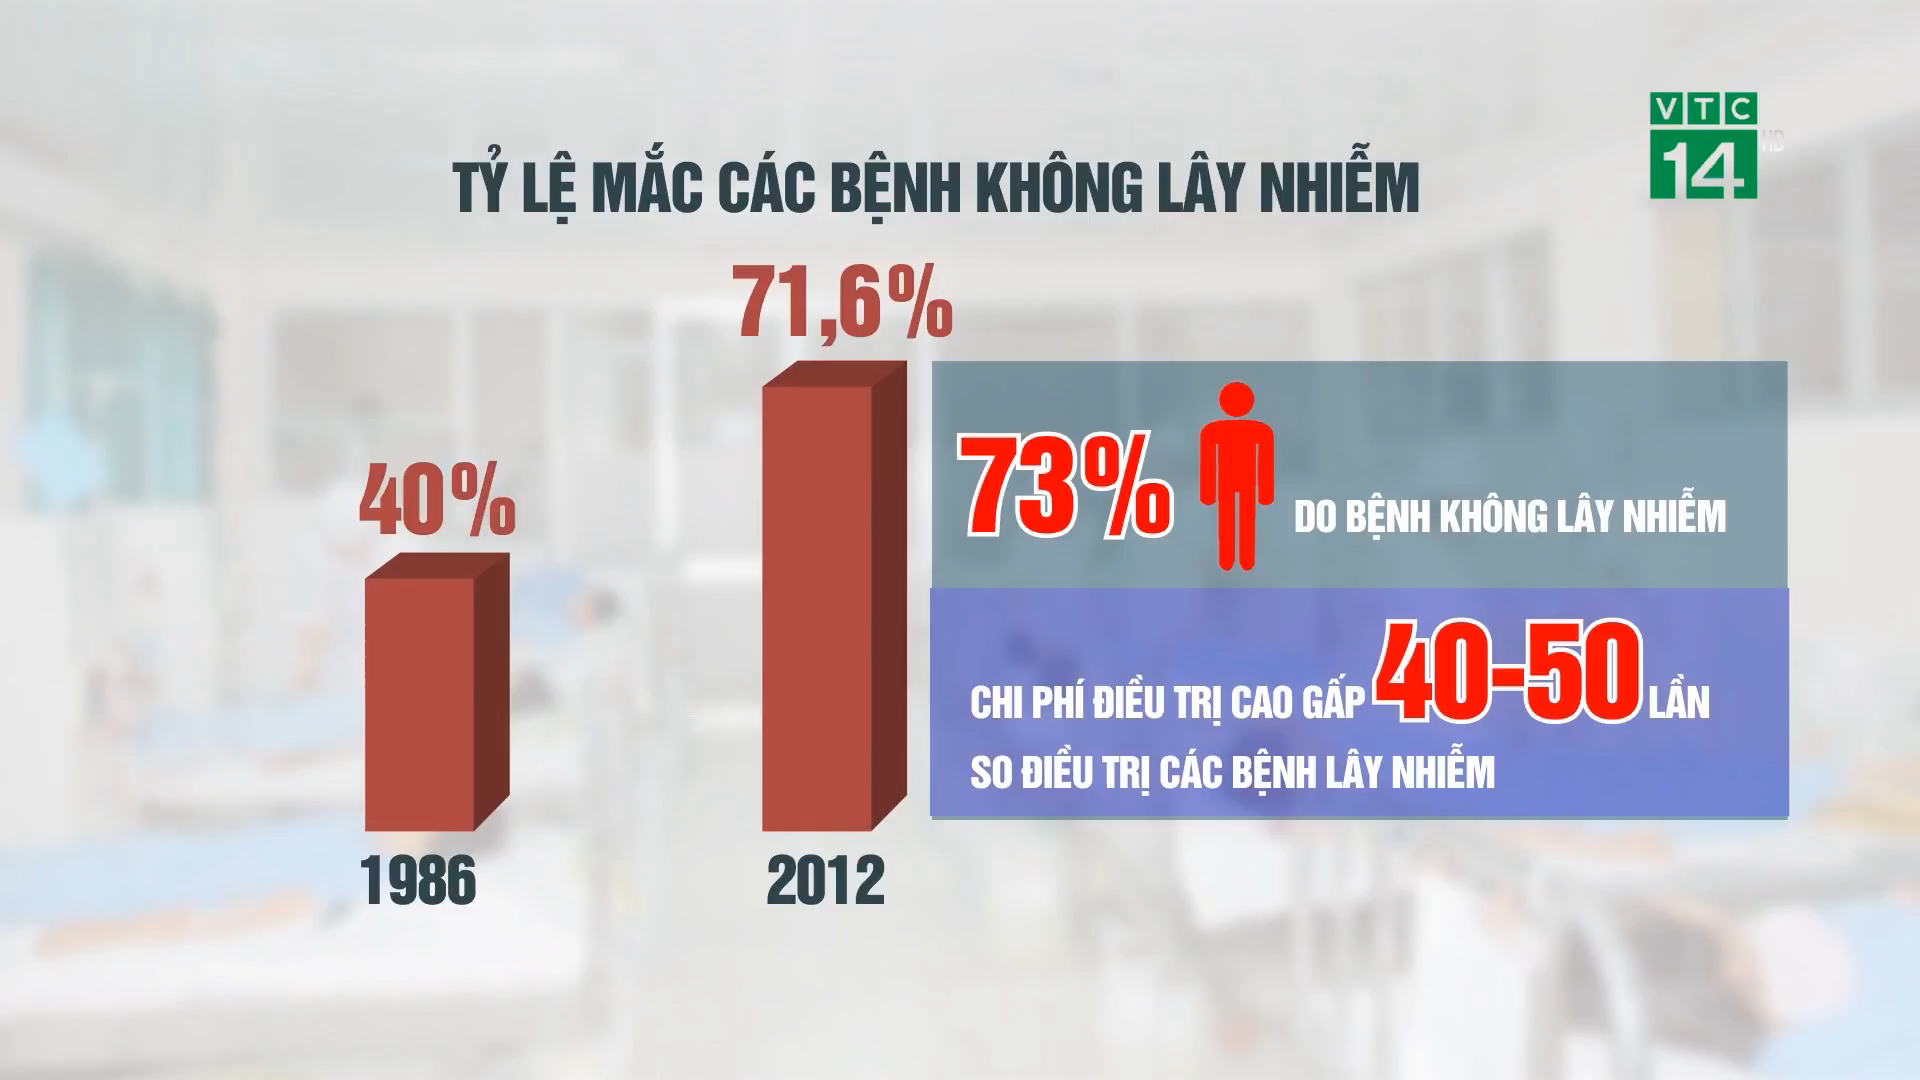 VTC
14
HD
TỶ LỆ MẮC CÁC BỆNH KHÔNG LÂY NHIỄM
71,6%
40%
73%
DO BỆNH KHÔNG LÂY NHIỄM
CHI PHÍ ĐIỀU TRỊ CAO GẤP 40-50 LẦN
SO ĐIỀU TRỊ CÁC BỆNH LÂY NHIỄM
1986
2012